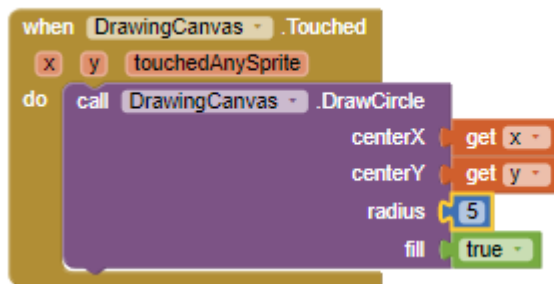 when DrawingCanvas .Touched
x y touchedAnySprite
do call DrawingCanvas .DrawCircle
centerX get x
centerY get y
radius 5
fill true